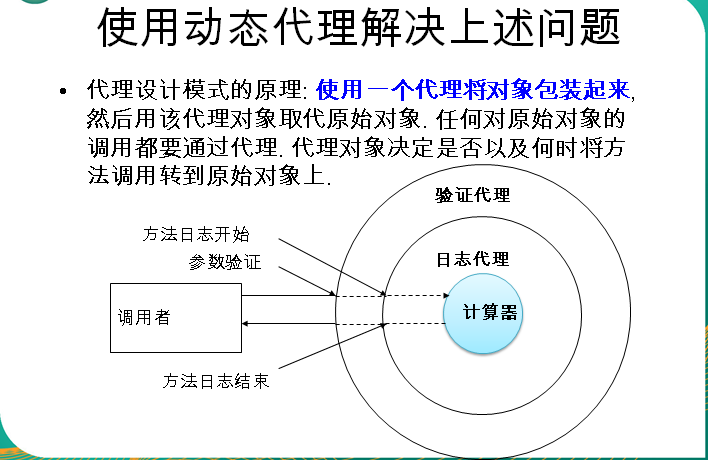 使用动态代理解决上述问题
• 代理设计模式的原理: 使用一个代理将对象包装起来,
然后用该代理对象取代原始对象. 任何对原始对象的
调用都要通过代理. 代理对象决定是否以及何时将方
法调用转到原始对象上.
验证代理
方法日志开始
日志代理
参数验证
调用者
计算器
方法日志结束